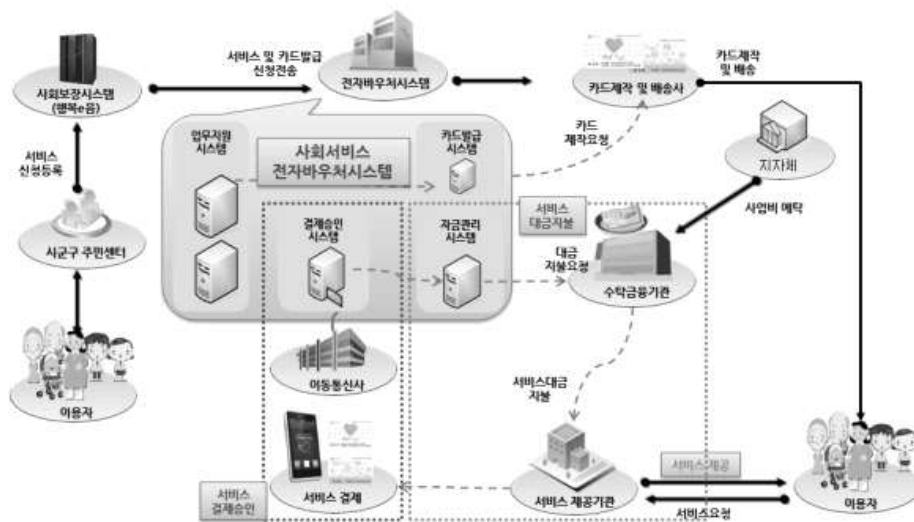 서비스 및 카드발급
신청전송
전자바우처시스템
카드제작 및 배송사
카드제작
및 배송
사회보장시스템
(행복e음)
업무지원
시스템
사회서비스
전자바우처시스템
카드발급
시스템
카드
제작요청
지자체
서비스
신청등록
사업비 예탁
서비스
대금지불
시군구 주민센터
결제승인
시스템
자금관리
시스템
대금
지불요청
수탁금융기관
이동통신사
서비스대금
지불
이용자
서비스
결제승인
서비스 결제
서비스 제공기관
서비스 제공
서비스요청
이용자